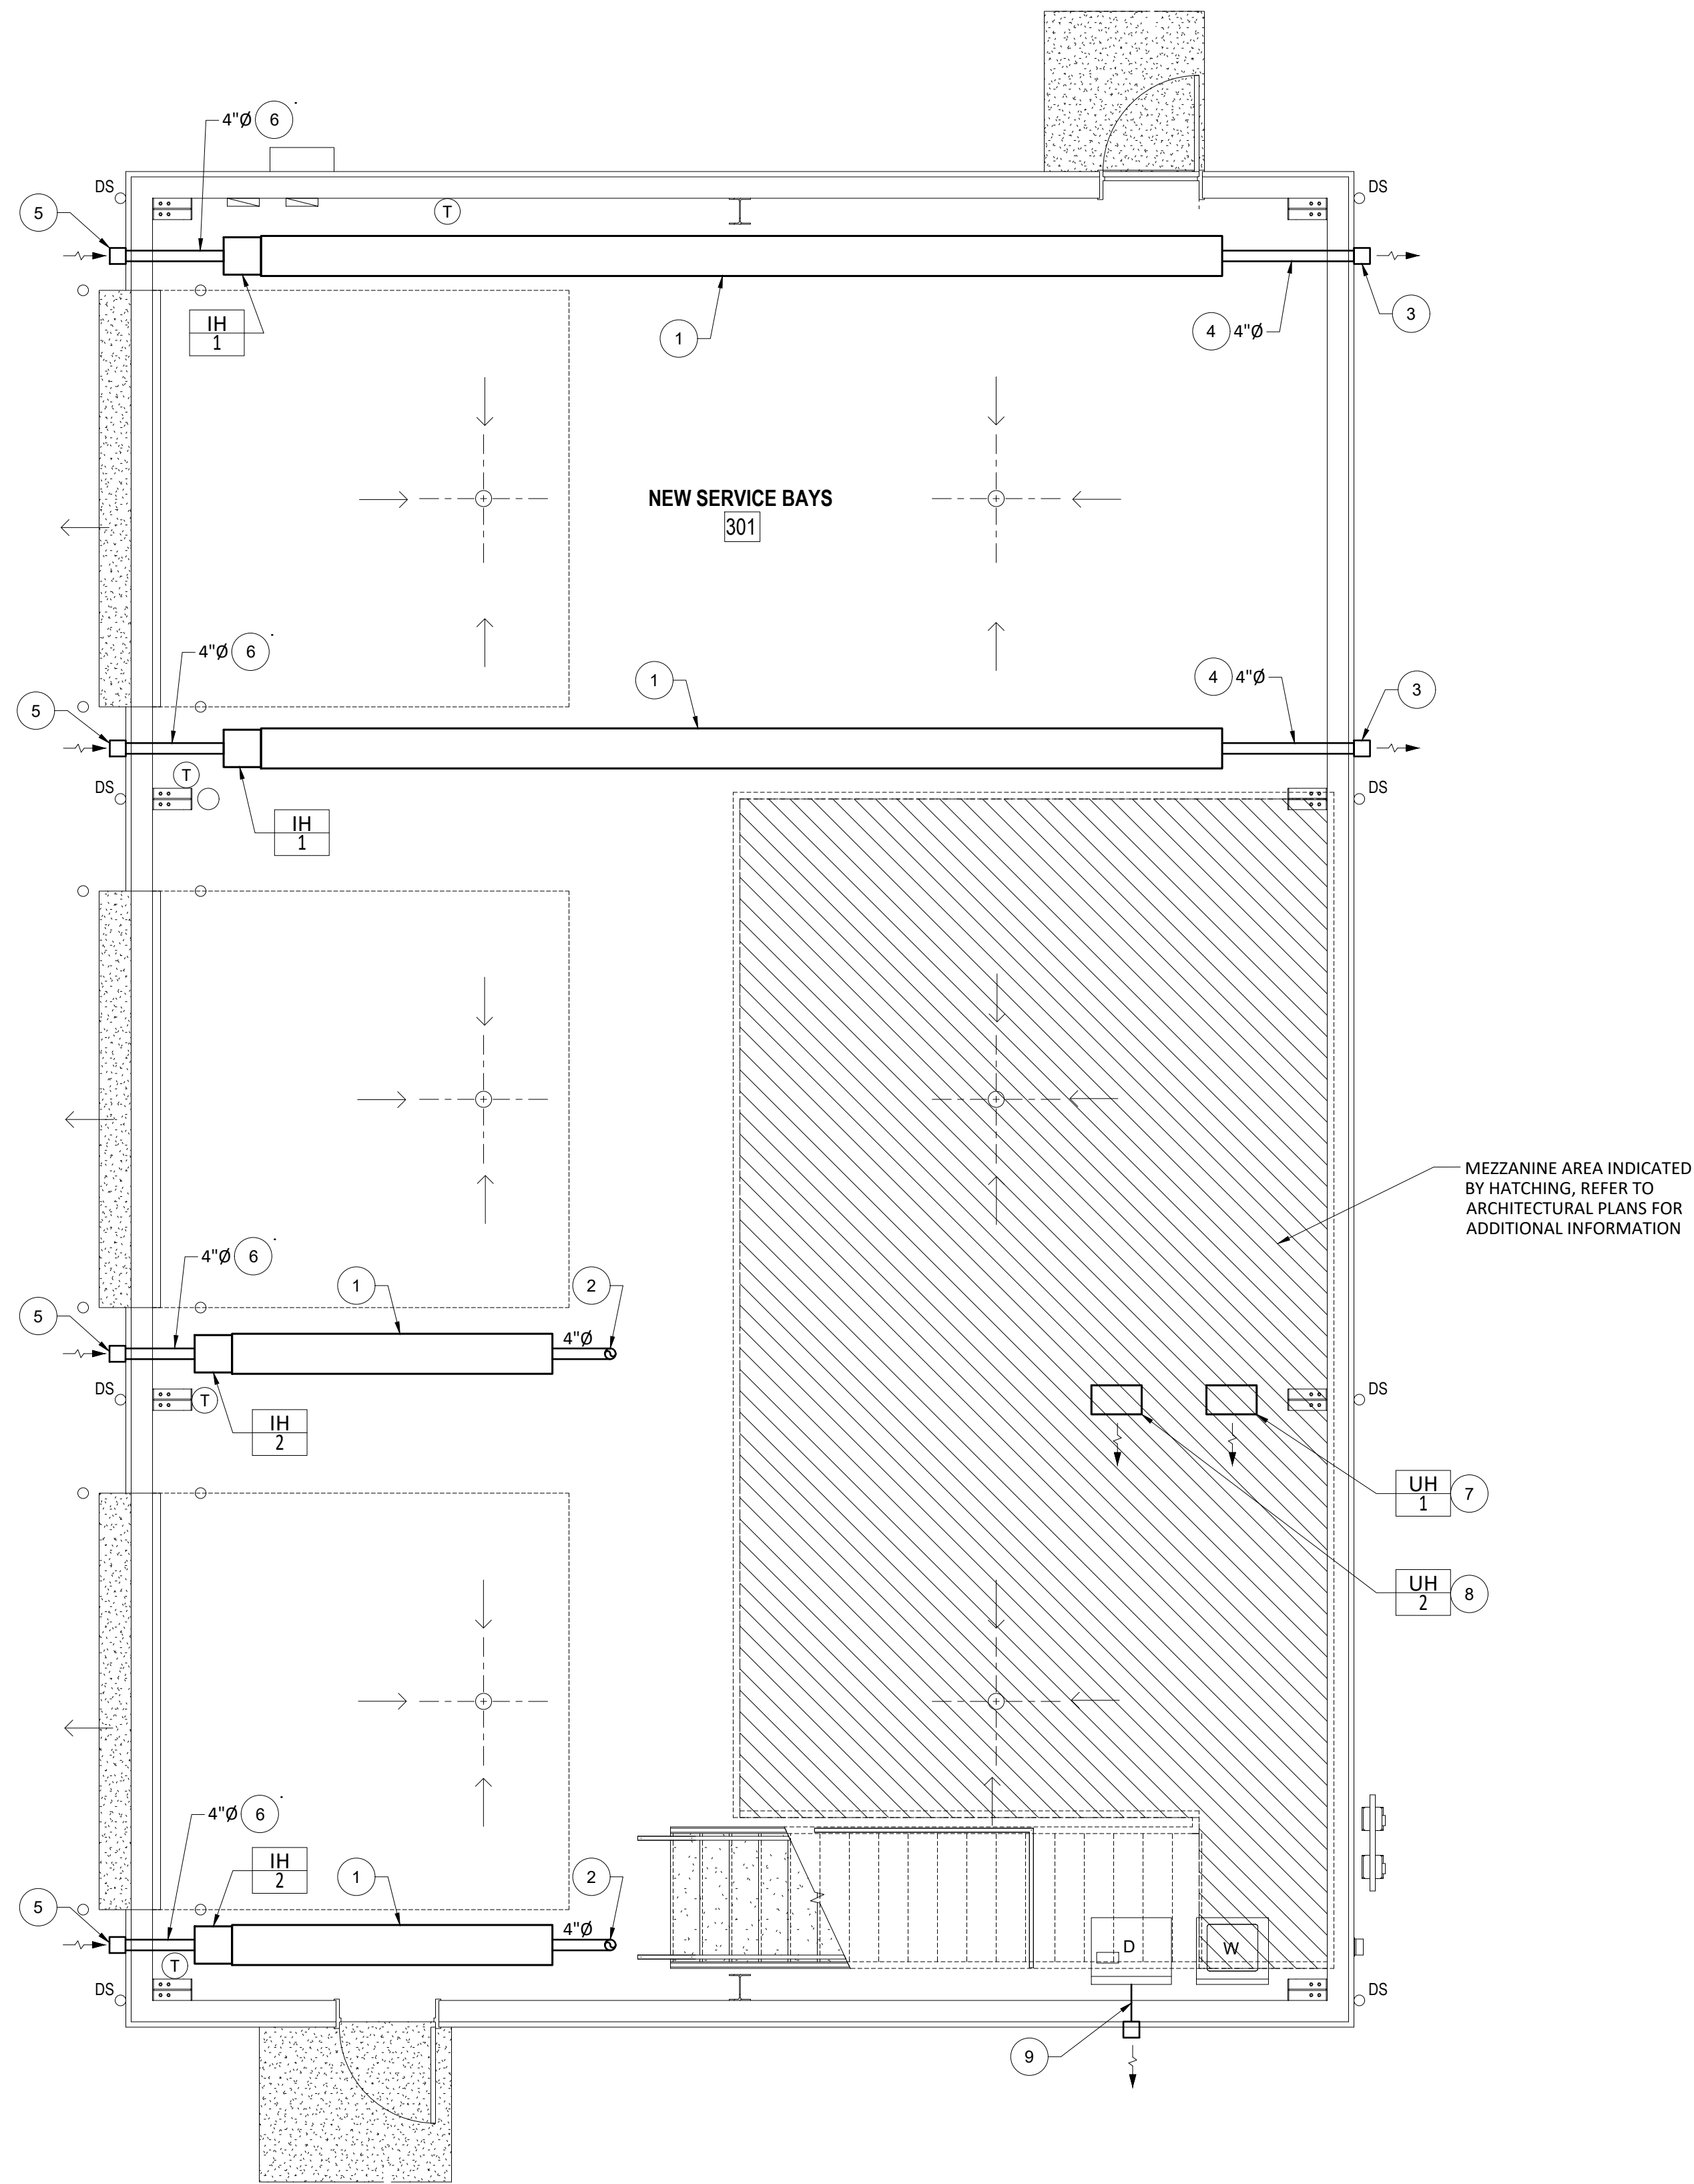 4"Ø 6
DS
DS
5
T
3
IH
1
1
4 4"Ø
NEW SERVICE BAYS
301
4"Ø 6
1
4 4"Ø
3
5
T
DS
DS
IH
1
MEZZANINE AREA INDICATED
BY HATCHING, REFER TO
ARCHITECTURAL PLANS FOR
ADDITIONAL INFORMATION
4"Ø 6
1
2
5
4"Ø
DS
T
DS
IH
2
UH
1
7
UH
2
8
4"Ø 6
IH
2
1
2
5
4"Ø
D
W
T
DS
DS
9